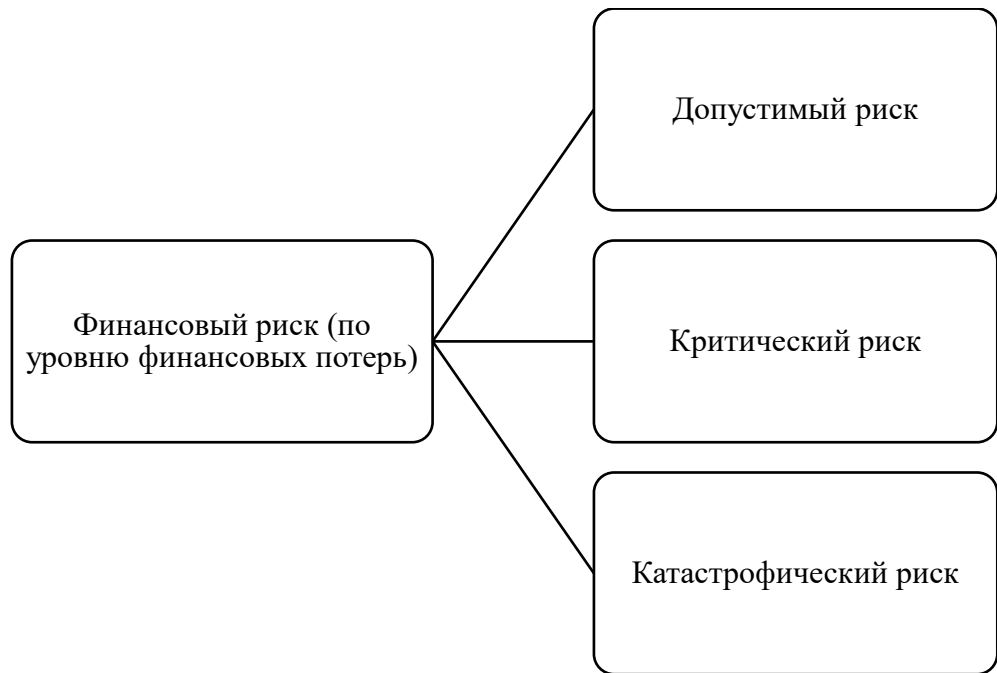 Допустимый риск
Финансовый риск (по
уровню финансовых потерь)
Критический риск
Катастрофический риск